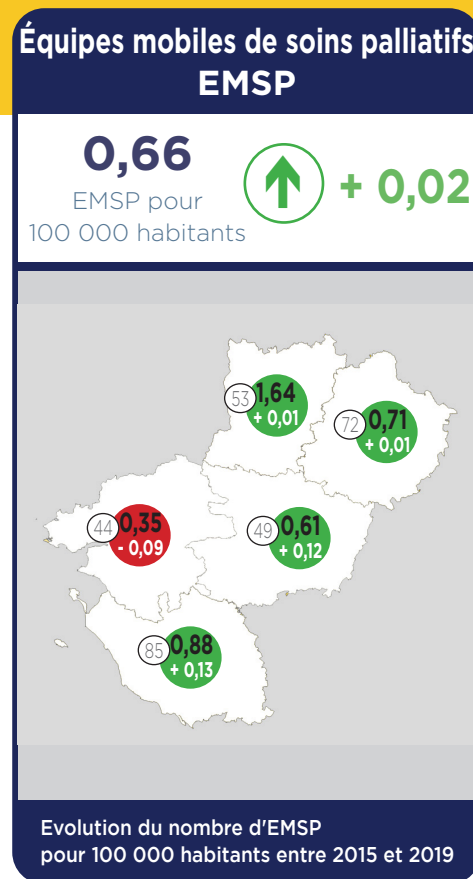 Équipes mobiles de soins palliatifs
EMSP
0,66
EMSP pour
100 000 habitants
+ 0,02
53 1,64
+ 0,01
72 0,71
+ 0,01
44 0,35
- 0,09
49 0,61
+ 0,12
85 0,88
+ 0,13
Evolution du nombre d'EMSP
pour 100 000 habitants entre 2015 et 2019